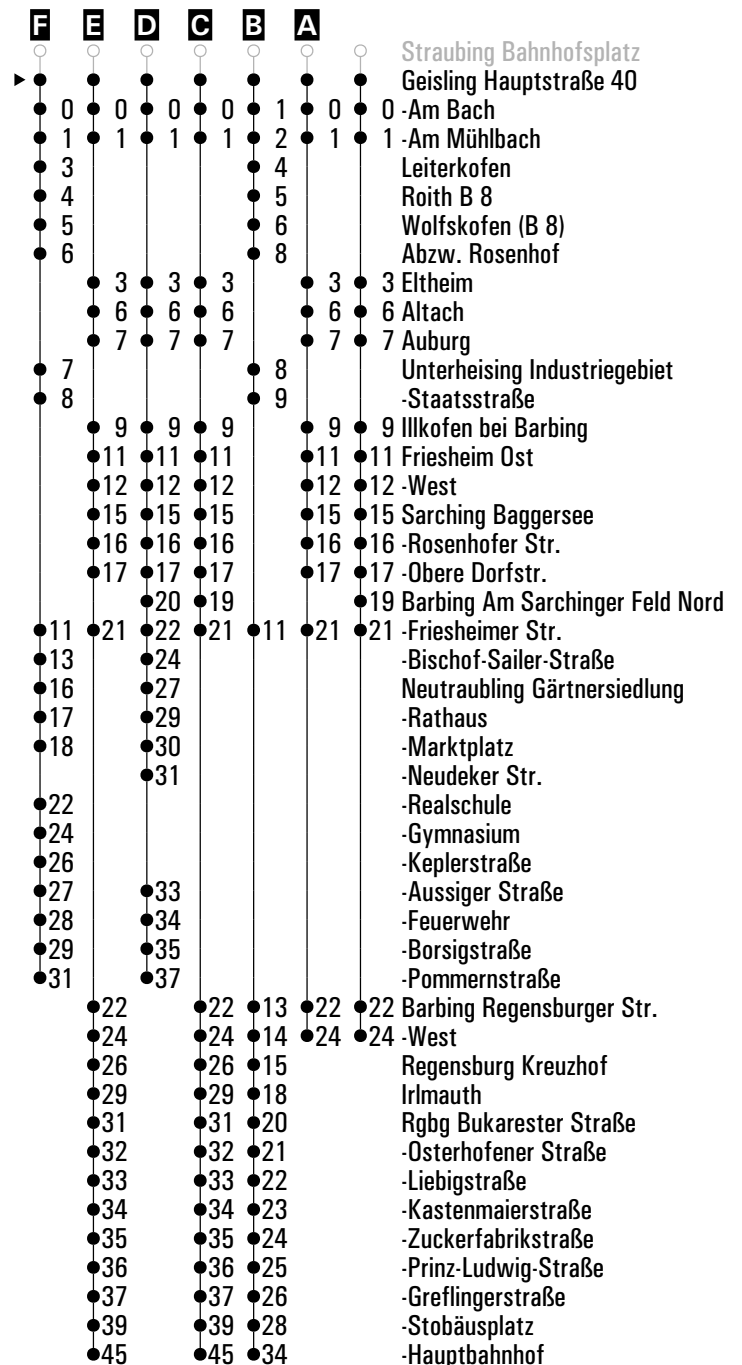 F E D C B A
Straubing Bahnhofsplatz
Geisling Hauptstraße 40
0 0 0 0 1 0 0 -Am Bach
1 1 1 1 2 1 1 -Am Mühlbach
3 4 Leiterkofen
4 5 Roith B 8
5 6 Wolfskofen (B 8)
6 8 Abzw. Rosenhof
3 3 3 3 3 Eltheim
6 6 6 6 6 Altach
7 7 7 7 7 Auburg
7 8 Unterheising Industriegebiet
8 9 -Staatsstraße
9 9 9 9 9 Illkofen bei Barbing
11 11 11 11 11 Friesheim Ost
12 12 12 12 12 -West
15 15 15 15 15 Sarching Baggersee
16 16 16 16 16 -Rosenhofer Str.
17 17 17 17 17 -Obere Dorfstr.
20 19 19 Barbing Am Sarchinger Feld Nord
11 21 22 21 11 21 21 -Friesheimer Str.
13 24 -Bischof-Sailer-Straße
16 27 Neutraubling Gärtnersiedlung
17 29 -Rathaus
18 30 -Marktplatz
31 -Neudeker Str.
22 -Realschule
24 -Gymnasium
26 -Keplerstraße
27 33 -Aussiger Straße
28 34 -Feuerwehr
29 35 -Borsigstraße
31 37 -Pommernstraße
22 22 13 22 22 Barbing Regensburger Str.
24 24 14 24 24 -West
26 26 15 Regensburg Kreuzhof
29 29 18 Irlmauth
31 31 20 Rgbg Bukarester Straße
32 32 21 -Osterhofener Straße
33 33 22 -Liebigstraße
34 34 23 -Kastenmaierstraße
35 35 24 -Zuckerfabrikstraße
36 36 25 -Prinz-Ludwig-Straße
37 37 26 -Greflingerstraße
39 39 28 -Stobäusplatz
45 45 34 -Hauptbahnhof